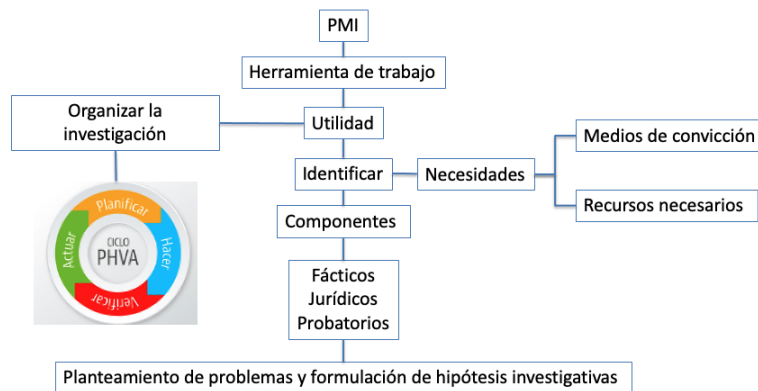 PMI
Herramienta de trabajo
Organizar la
investigación
Utilidad
Medios de convicción
Identificar
Necesidades
Recursos necesarios
Componentes
Planificar
Hacer
Verificar
Actuar
CICLO
PHVA
Fácticos
Jurídicos
Probatorios
Planteamiento de problemas y formulación de hipótesis investigativas